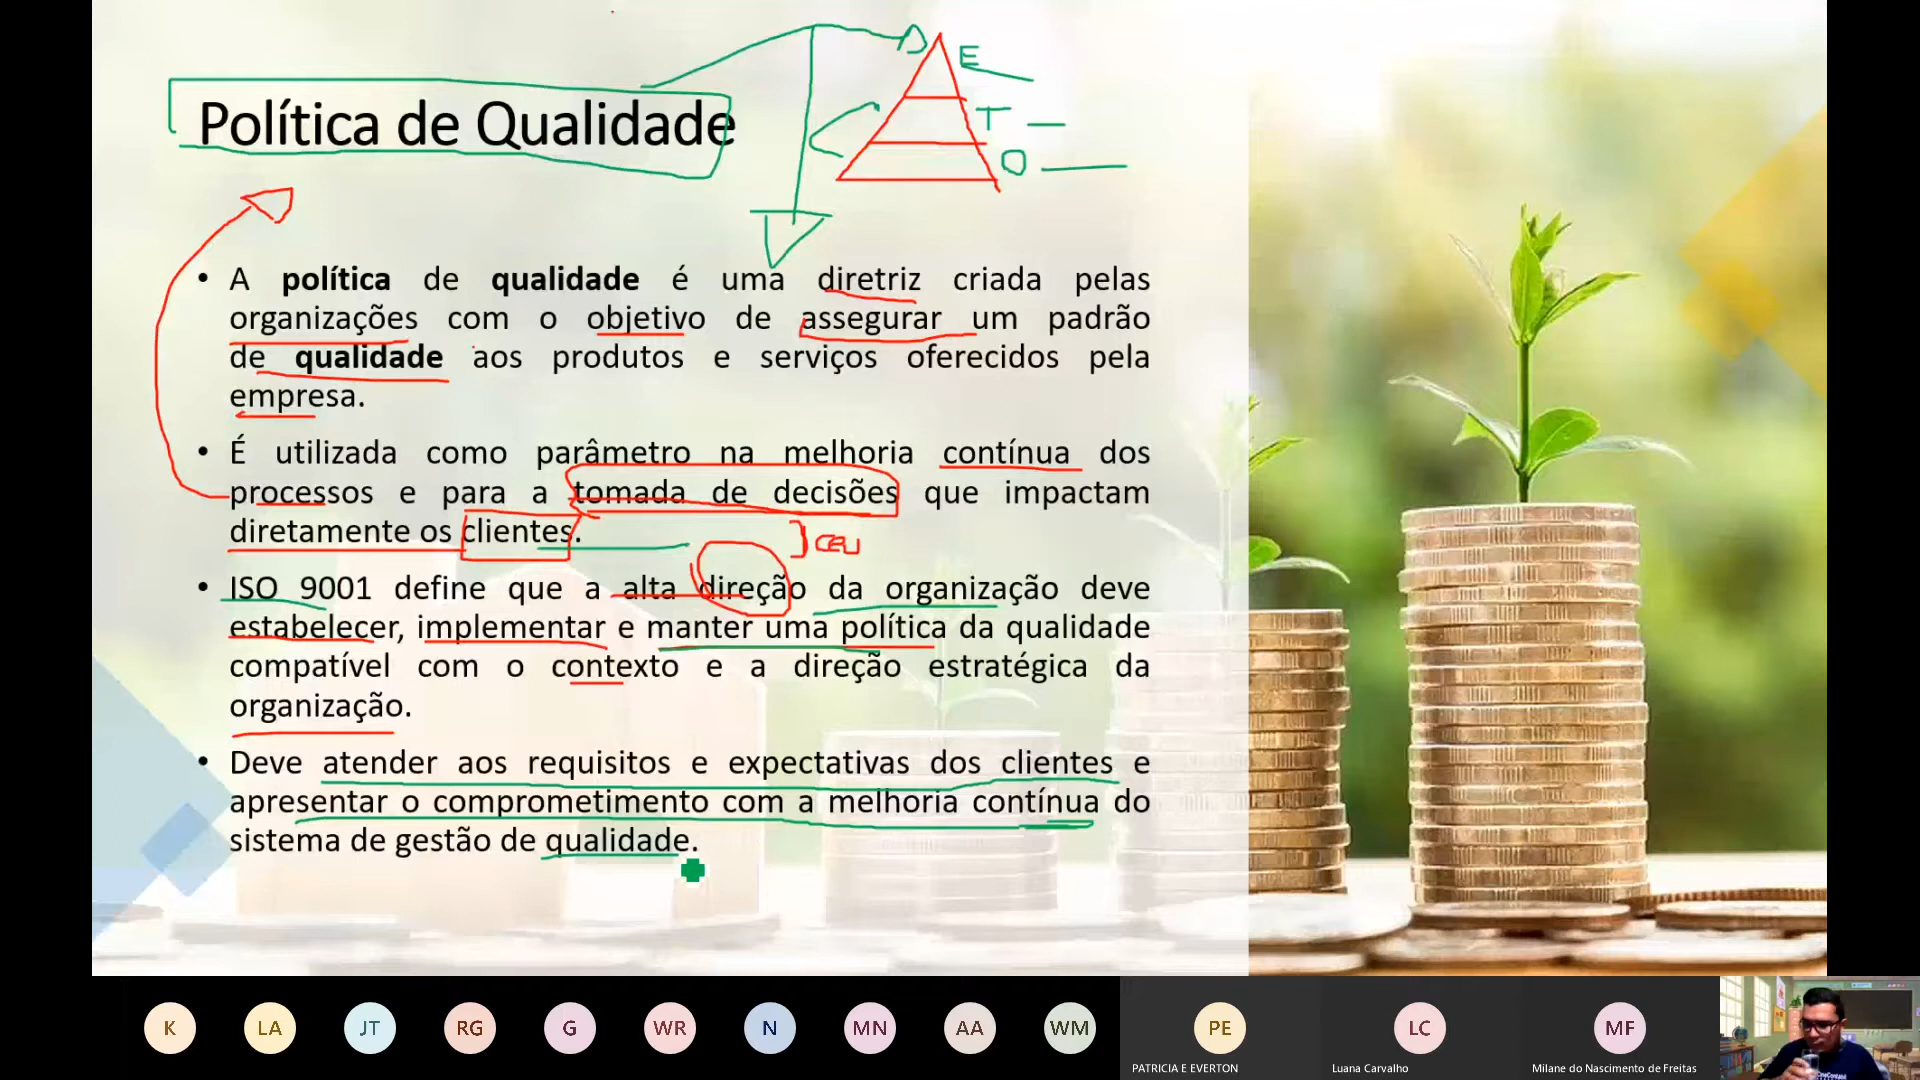 Política de Qualidade
E
T
O
• A política de qualidade é uma diretriz criada pelas
organizações com o objetivo de assegurar um padrão
de qualidade aos produtos e serviços oferecidos pela
empresa.
• É utilizada como parâmetro na melhoria contínua dos
processos e para a tomada de decisões que impactam
diretamente os clientes.
• ISO 9001 define que a alta direção da organização deve
estabelecer, implementar e manter uma política da qualidade
compatível com o contexto e a direção estratégica da
organização.
• Deve atender aos requisitos e expectativas dos clientes e
apresentar o comprometimento com a melhoria contínua do
sistema de gestão de qualidade.
K LA JT RG G WR N MN AA WM PE LC MF
PATRICIA E EVERTON Luana Carvalho Milane do Nascimento de Freitas